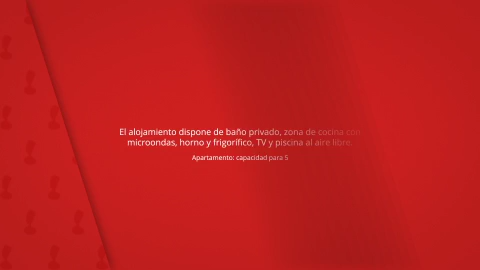 El alojamiento dispone de baño privado, zona de cocina con
microondas, horno y frigorífico, TV y piscina al aire libre.
Apartamento: capacidad para 5